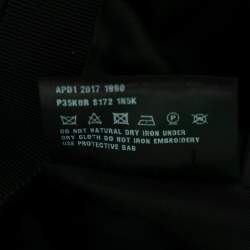 APD1 2017 1990
P35K0R S172 1N5K
DO NOT NATURAL DRY IRON UNDER
DRY CLOTH DO NOT IRON EMBROIDERY
USE PROTECTIVE BAG